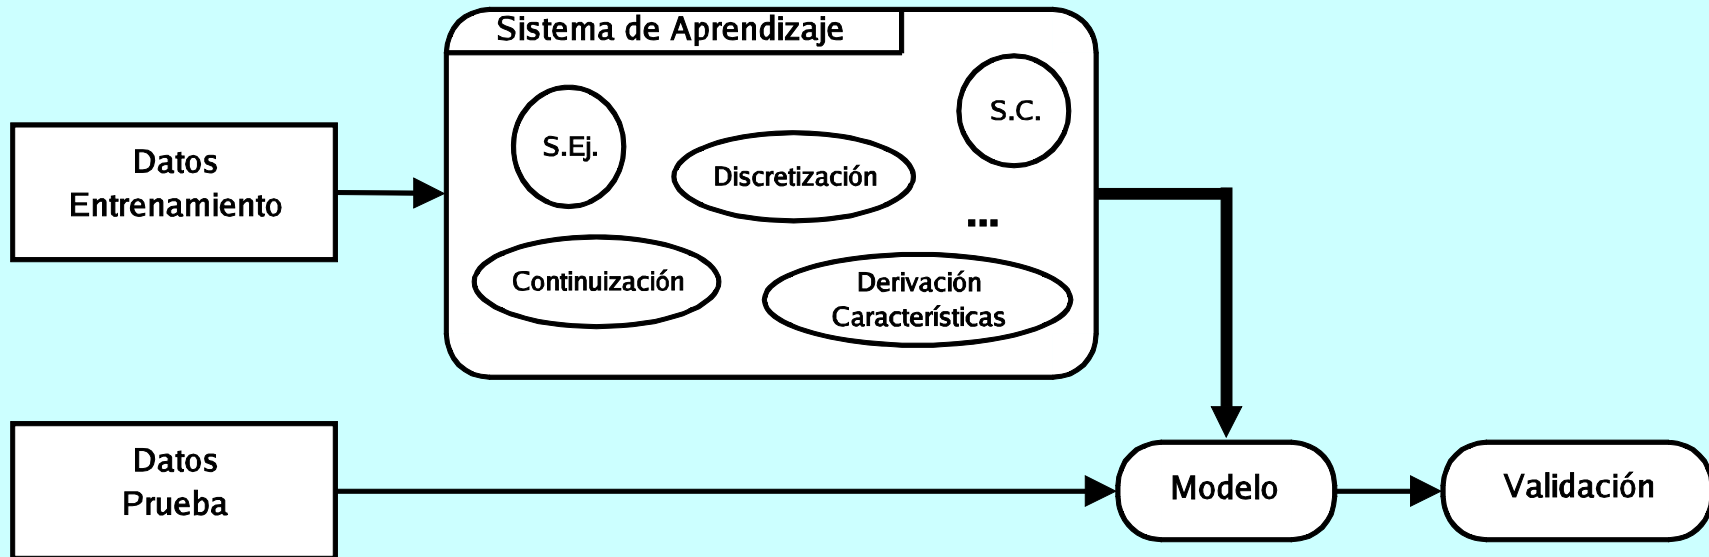 Sistema de Aprendizaje
S.C.
S.Ej.
Discretización
Datos
Entrenamiento
...
Continuización
Derivación
Características
Datos
Prueba
Modelo
Validación